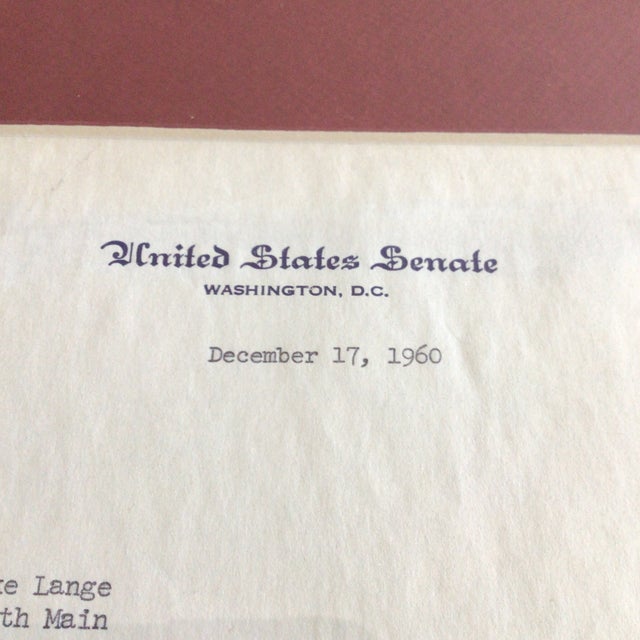 United States Senate
WASHINGTON, D.C.
December 17, 1960
Lange
Main